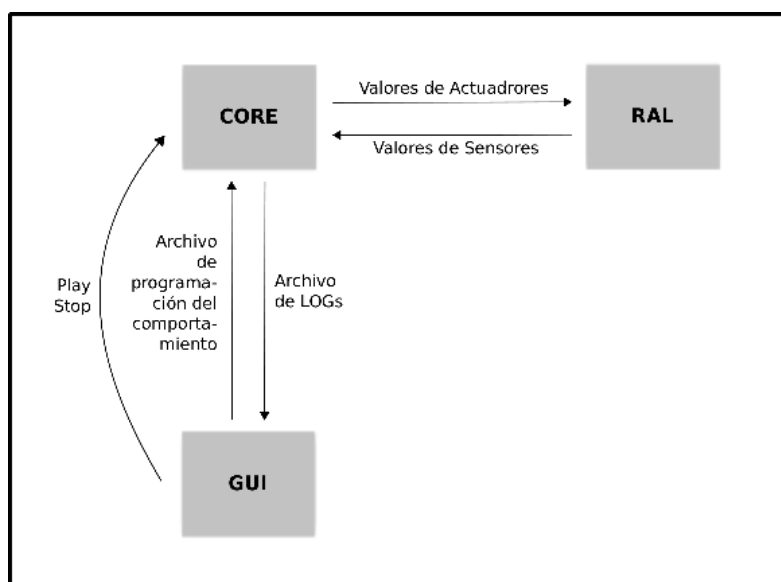 CORE
Valores de Actuadrores
RAL
Valores de Sensores
Play
Stop
Archivo
de
programa-
ción del
comporta-
miento
Archivo
de LOGs
GUI